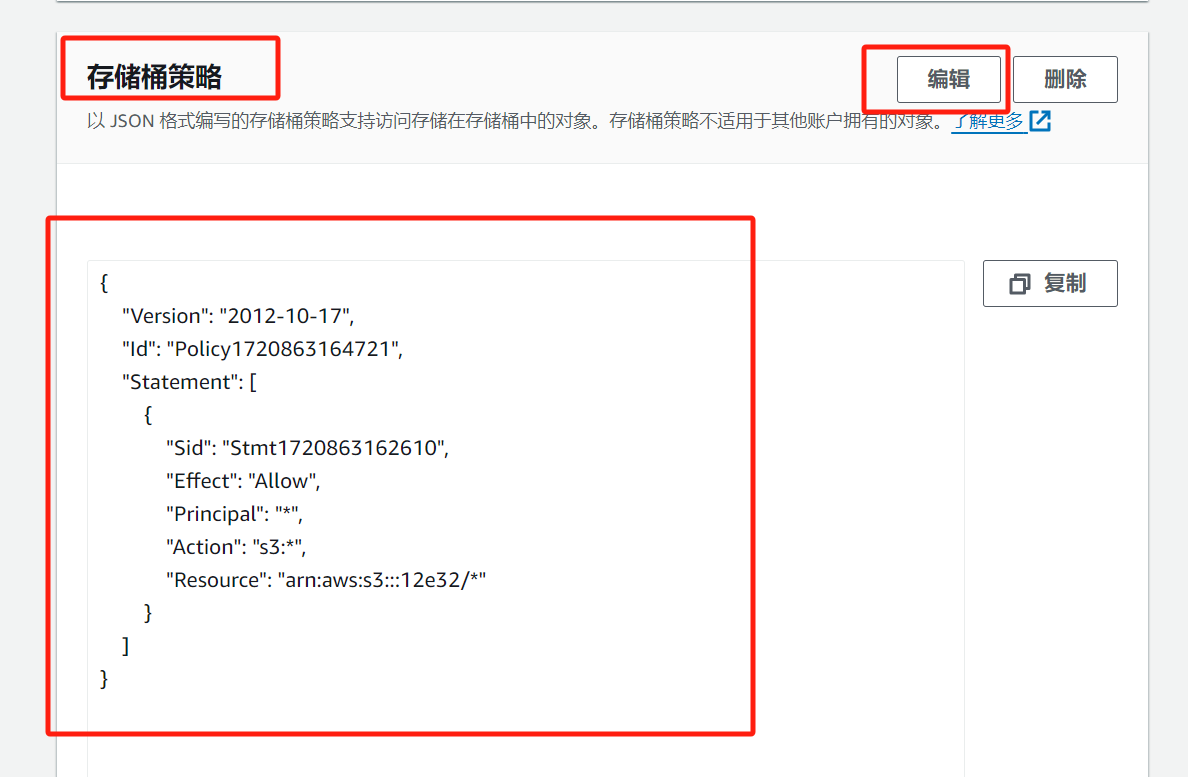 存储桶策略
编辑
删除
以 JSON 格式编写的存储桶策略支持访问存储在存储桶中的对象。存储桶策略不适用于其他账户拥有的对象。 了解更多
复制
{
"Version": "2012-10-17",
"Id": "Policy1720863164721",
"Statement": [
{
"Sid": "Stmt1720863162610",
"Effect": "Allow",
"Principal": "*",
"Action": "s3:*",
"Resource": "arn:aws:s3:::12e32/*"
}
]
}